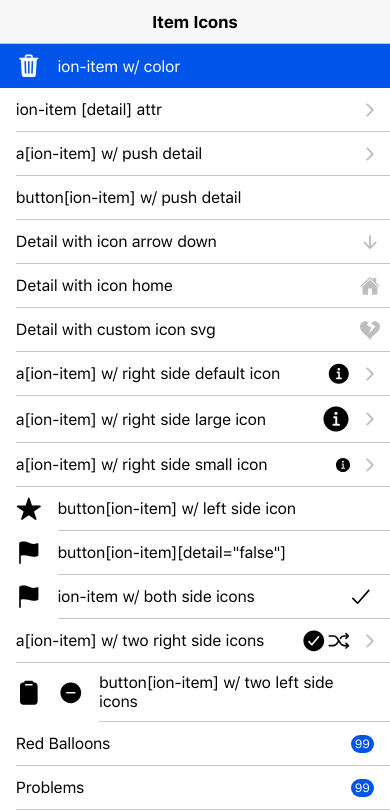 Item Icons
ion-item w/ color
ion-item [detail] attr
a[ion-item] w/ push detail
button[ion-item] w/ push detail
Detail with icon arrow down
Detail with icon home
Detail with custom icon svg
a[ion-item] w/ right side default icon
a[ion-item] w/ right side large icon
a[ion-item] w/ right side small icon
button[ion-item] w/ left side icon
button[ion-item][detail="false"]
ion-item w/ both side icons
a[ion-item] w/ two right side icons
button[ion-item] w/ two left side
icons
Red Balloons 99
Problems 99